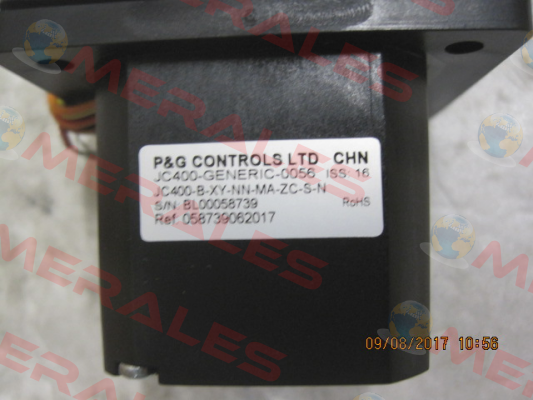 P&G CONTROLS LTD CHN
JC400-GENERIC-0056 ISS 16
JC400-B-XY-NN-MA-ZC-S-N
S/N: BL00058739 RoHS
Ref: 058739062017
09/08/2017 10:56
MERALES
MERALES
MERALES